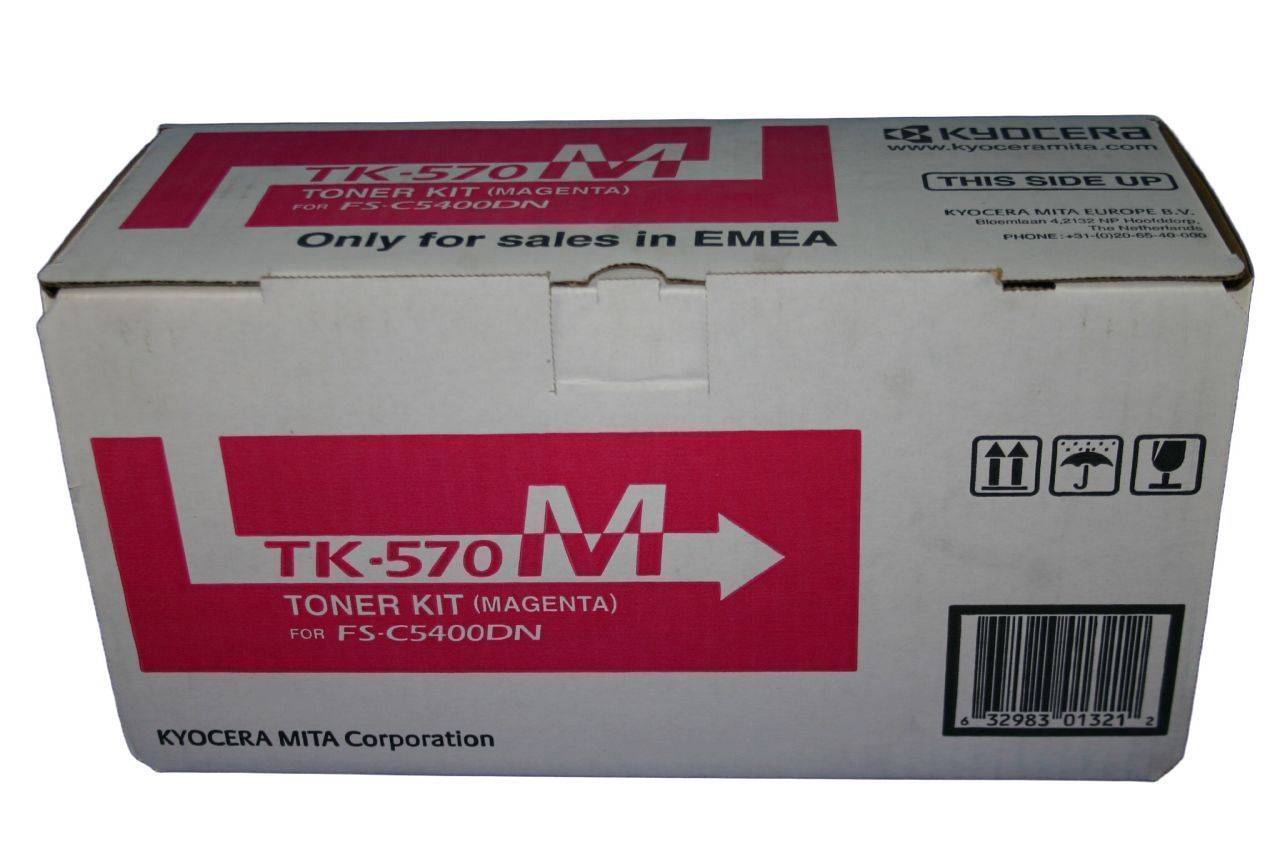 KYOCERA
www.kyoceramita.com
TK-570 M
TONER KIT (MAGENTA)
FOR FS-C5400DN
Only for sales in EMEA
THIS SIDE UP
KYOCERA MITA EUROPE B.V.
Bloemlaan 4,2132 NP Hoofddorp,
The Netherlands
PHONE:+31-(0)20-65-40-000
TK-570 M
TONER KIT (MAGENTA)
FOR FS-C5400DN
6 32983 01321 2
KYOCERA MITA Corporation